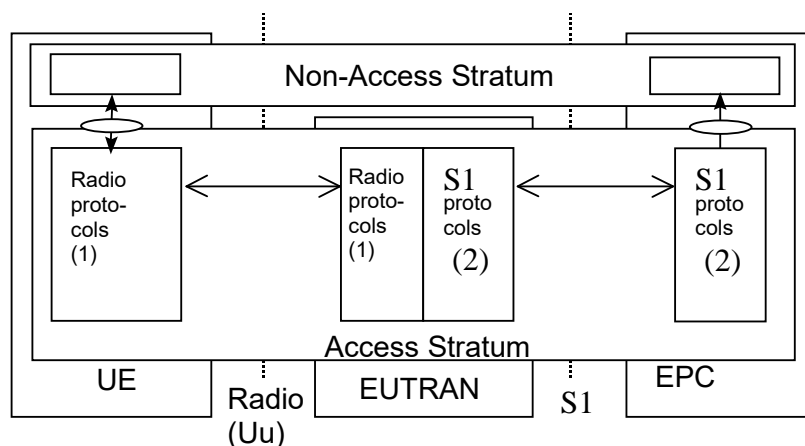 Non-Access Stratum
Radio
proto-
cols
(1)
Radio
proto-
cols
(1)
S1
proto
cols
(2)
S1
proto
cols
(2)
Access Stratum
UE
Radio
(Uu)
EUTRAN
S1
EPC